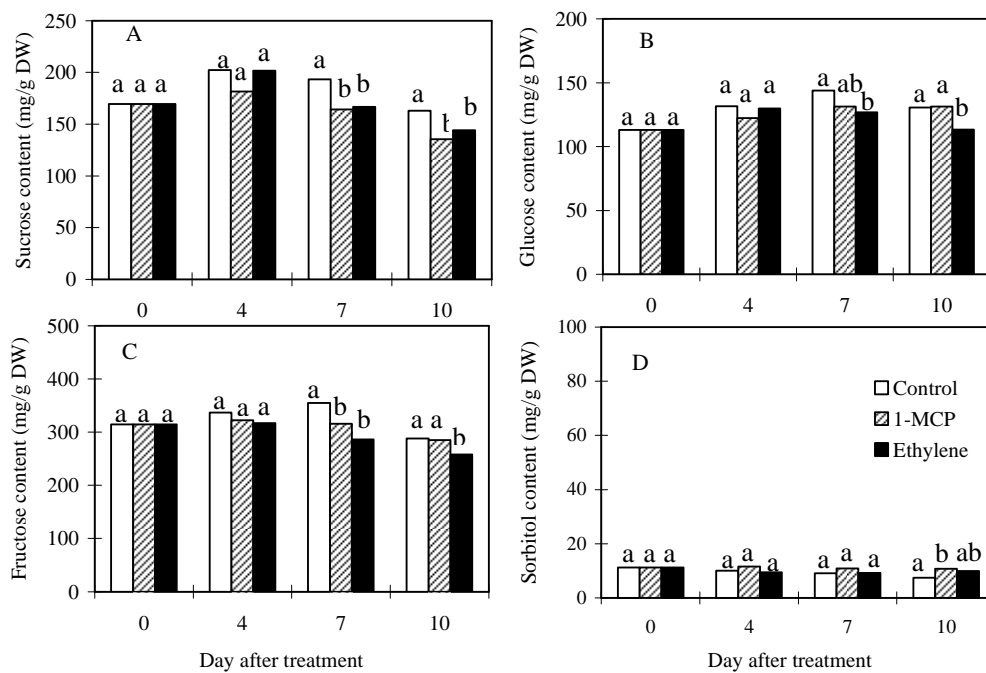 A
Sucrose content (mg/g DW)
250
200
150
100
50
0
a a a
a a a
a b b
a b b
0 4 7 10
B
Glucose content (mg/g DW)
200
150
100
50
0
a a a
a a a
a ab b
a a b
0 4 7 10
C
Fructose content (mg/g DW)
500
400
300
200
100
0
a a a
a a a
a b b
a a b
0 4 7 10
Day after treatment
D
Sorbitol content (mg/g DW)
100
80
60
40
20
0
Control
1-MCP
Ethylene
a a a
a a a
a a a
a b ab
0 4 7 10
Day after treatment